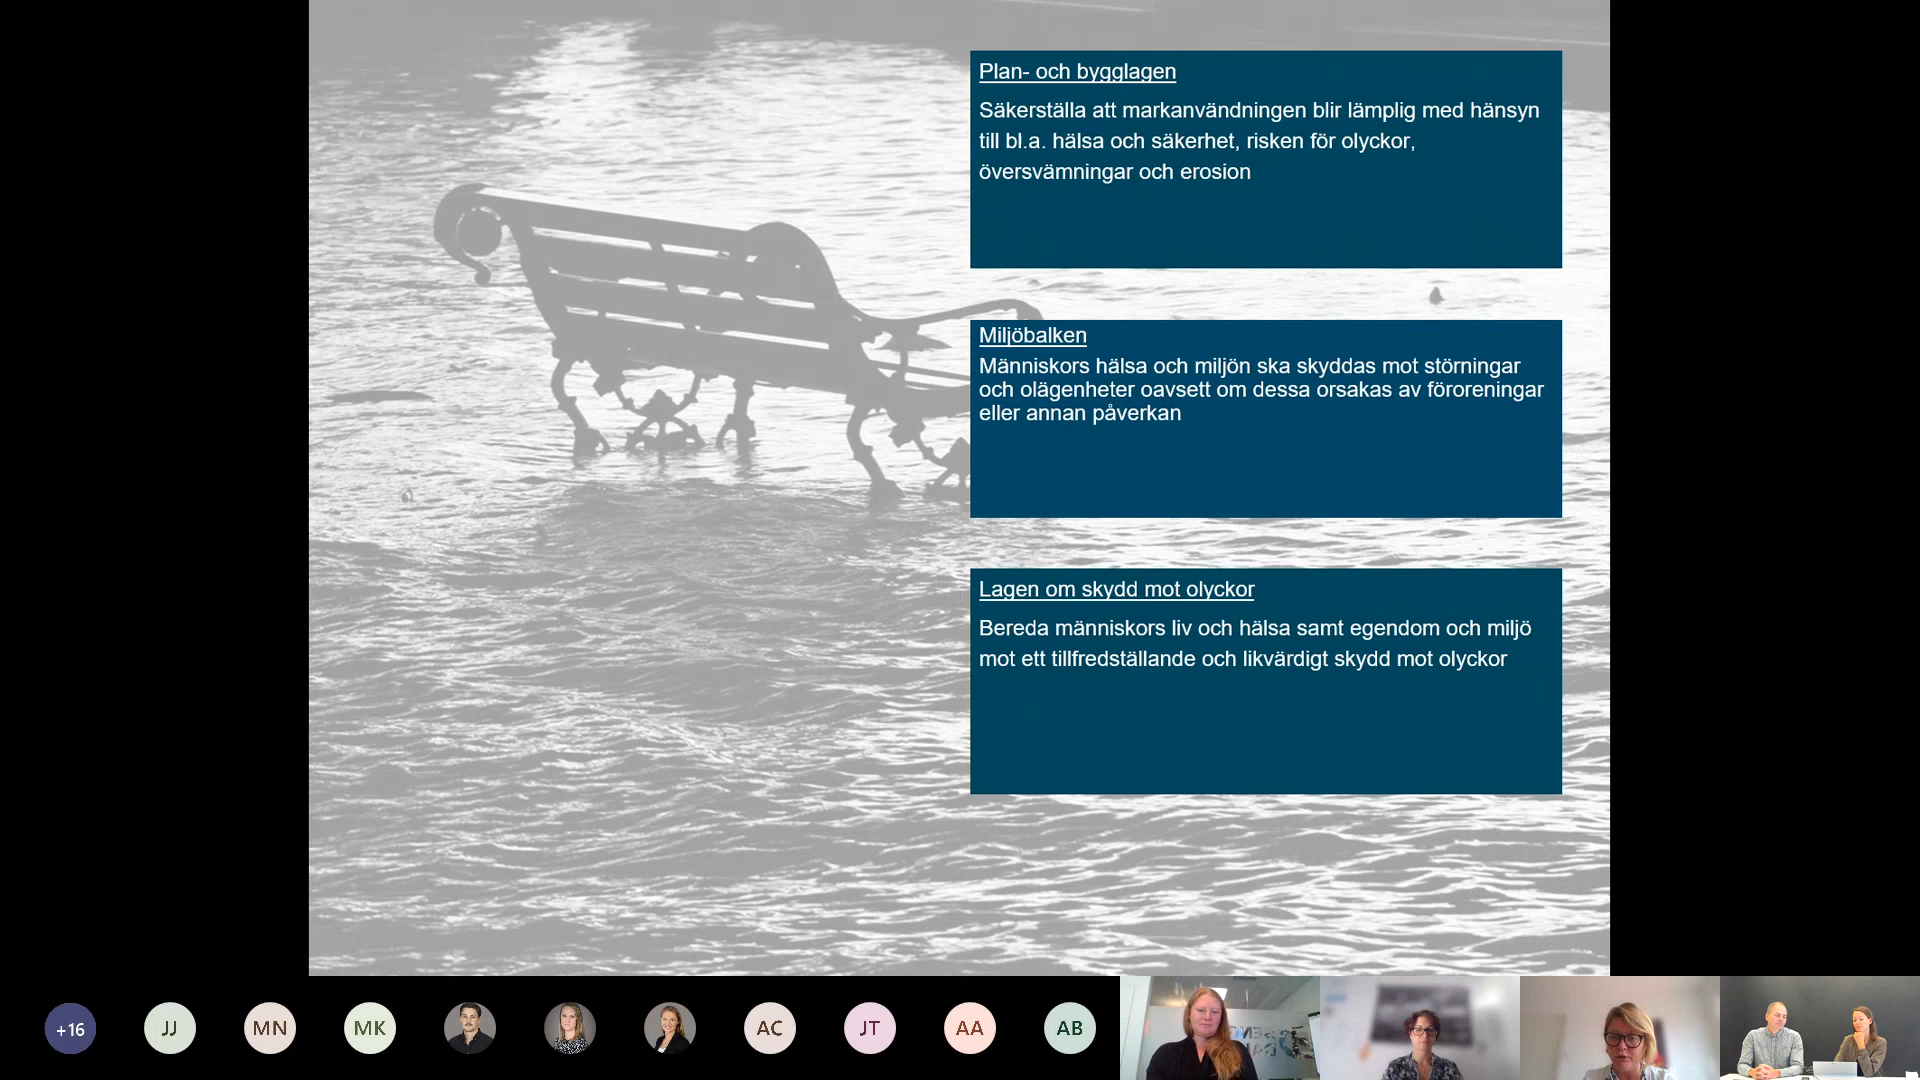 Plan- och bygglagen
Säkerställa att markanvändningen blir lämplig med hänsyn
till bl.a. hälsa och säkerhet, risken för olyckor,
översvämningar och erosion
Miljöbalken
Människors hälsa och miljön ska skyddas mot störningar
och olägenheter oavsett om dessa orsakas av föroreningar
eller annan påverkan
Lagen om skydd mot olyckor
Bereda människors liv och hälsa samt egendom och miljö
mot ett tillfredställande och likvärdigt skydd mot olyckor
+16
JJ
MN
MK
AC
JT
AA
AB